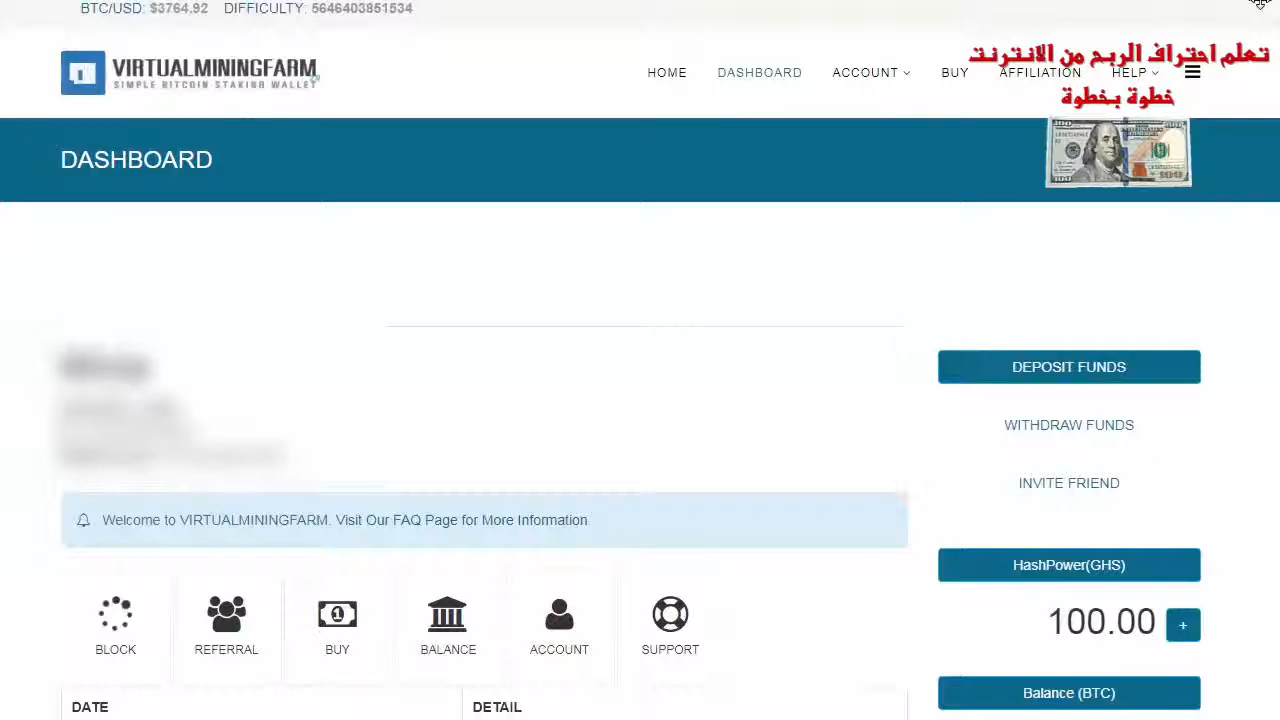 BTC/USD: $3764.92 DIFFICULTY: 5646403851534
VIRTUALMININGFARM
SIMPLE BITCOIN STAKING WALLET
HOME DASHBOARD ACCOUNT BUY AFFILIATION HELP
تعلم احتراف الربح من الانترنت
خطوة بخطوة
DASHBOARD
DEPOSIT FUNDS
WITHDRAW FUNDS
INVITE FRIEND
Welcome to VIRTUALMININGFARM. Visit Our FAQ Page for More Information
HashPower(GHS)
100.00 +
BLOCK REFERRAL BUY BALANCE ACCOUNT SUPPORT
Balance (BTC)
DATE DETAIL